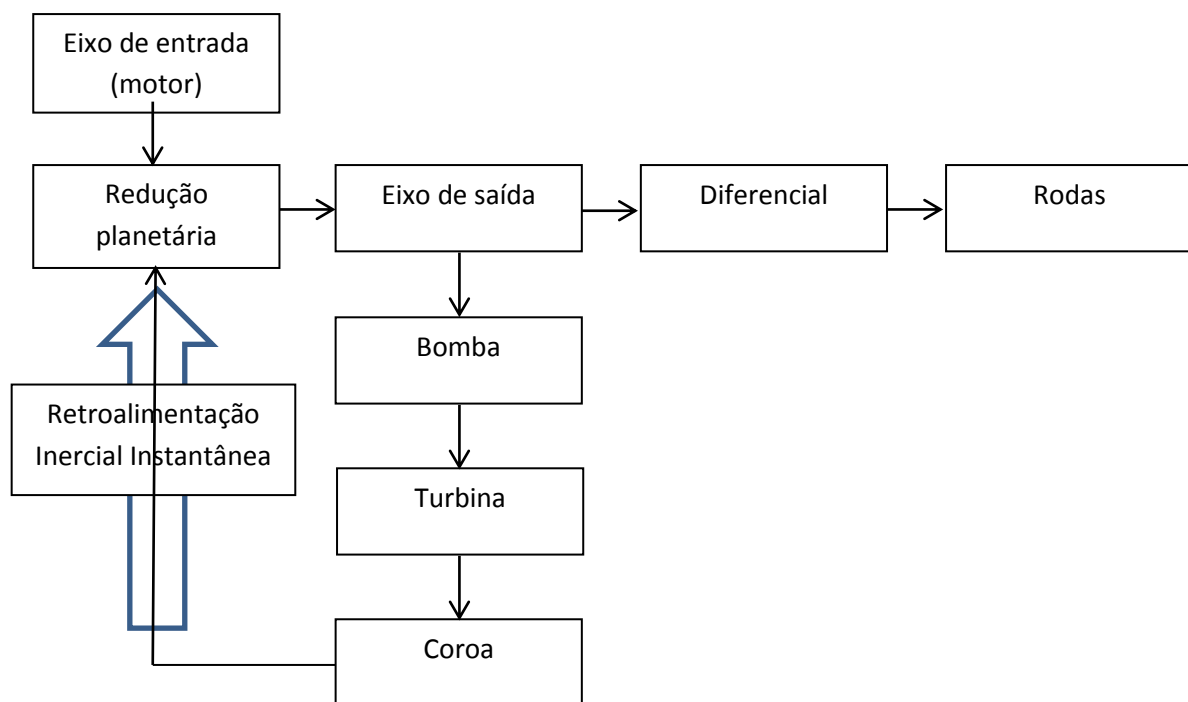 Eixo de entrada
(motor)
Redução
planetária
Eixo de saída
Diferencial
Rodas
Bomba
Retroalimentação
Inercial Instantânea
Turbina
Coroa